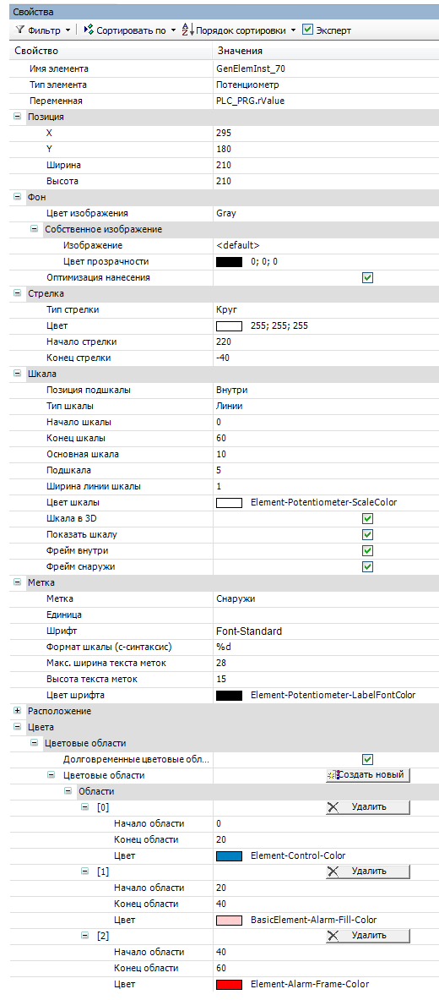 Свойства
Фильтр Сортировать по Порядок сортировки Эксперт
Свойство Значения
Имя элемента GenElemInst_70
Тип элемента Потенциометр
Переменная PLC_PRG.rValue
Позиция
X 295
Y 180
Ширина 210
Высота 210
Фон
Цвет изображения Gray
Собственное изображение
Изображение <default>
Цвет прозрачности 0; 0; 0
Оптимизация нанесения
Стрелка
Тип стрелки Круг
Цвет 255; 255; 255
Начало стрелки 220
Конец стрелки -40
Шкала
Позиция подшкалы Внутри
Тип шкалы Линии
Начало шкалы 0
Конец шкалы 60
Основная шкала 10
Подшкала 5
Ширина линии шкалы 1
Цвет шкалы Element-Potentiometer-ScaleColor
Шкала в 3D
Показать шкалу
Фрейм внутри
Фрейм снаружи
Метка
Метка Снаружи
Единица
Шрифт Font-Standard
Формат шкалы (с-синтаксис) %d
Макс. ширина текста меток 28
Высота текста меток 15
Цвет шрифта Element-Potentiometer-LabelFontColor
Расположение
Цвета
Цветовые области
Долговременные цветовые обл...
Цветовые области Создать новый
Области
[0] Удалить
Начало области 0
Конец области 20
Цвет Element-Control-Color
[1] Удалить
Начало области 20
Конец области 40
Цвет BasicElement-Alarm-Fill-Color
[2] Удалить
Начало области 40
Конец области 60
Цвет Element-Alarm-Frame-Color